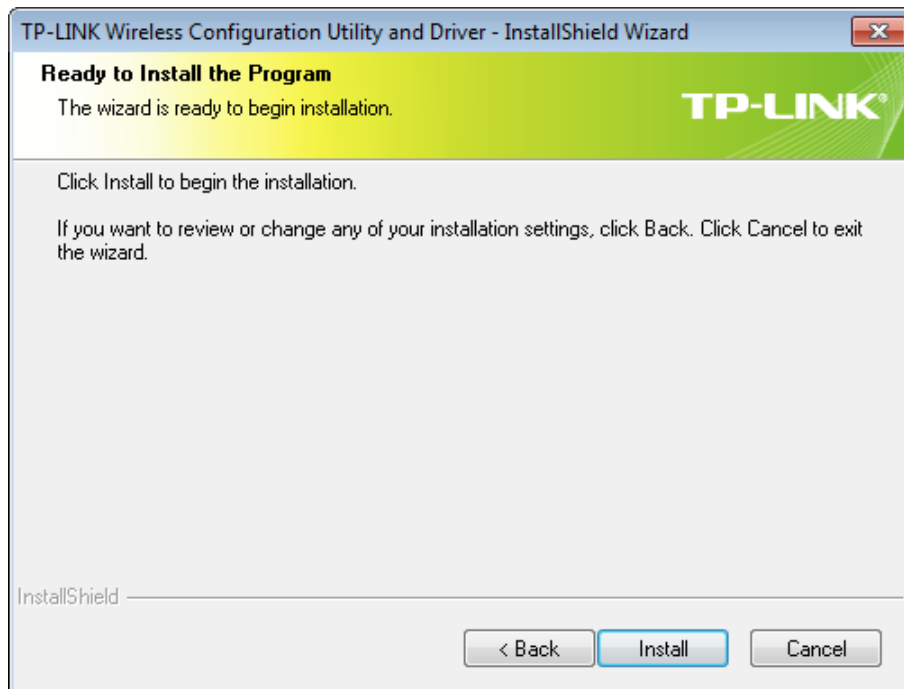 TP-LINK Wireless Configuration Utility and Driver - InstallShield Wizard
Ready to Install the Program
The wizard is ready to begin installation.
TP-LINK®
Click Install to begin the installation.
If you want to review or change any of your installation settings, click Back. Click Cancel to exit
the wizard.
InstallShield
< Back
Install
Cancel